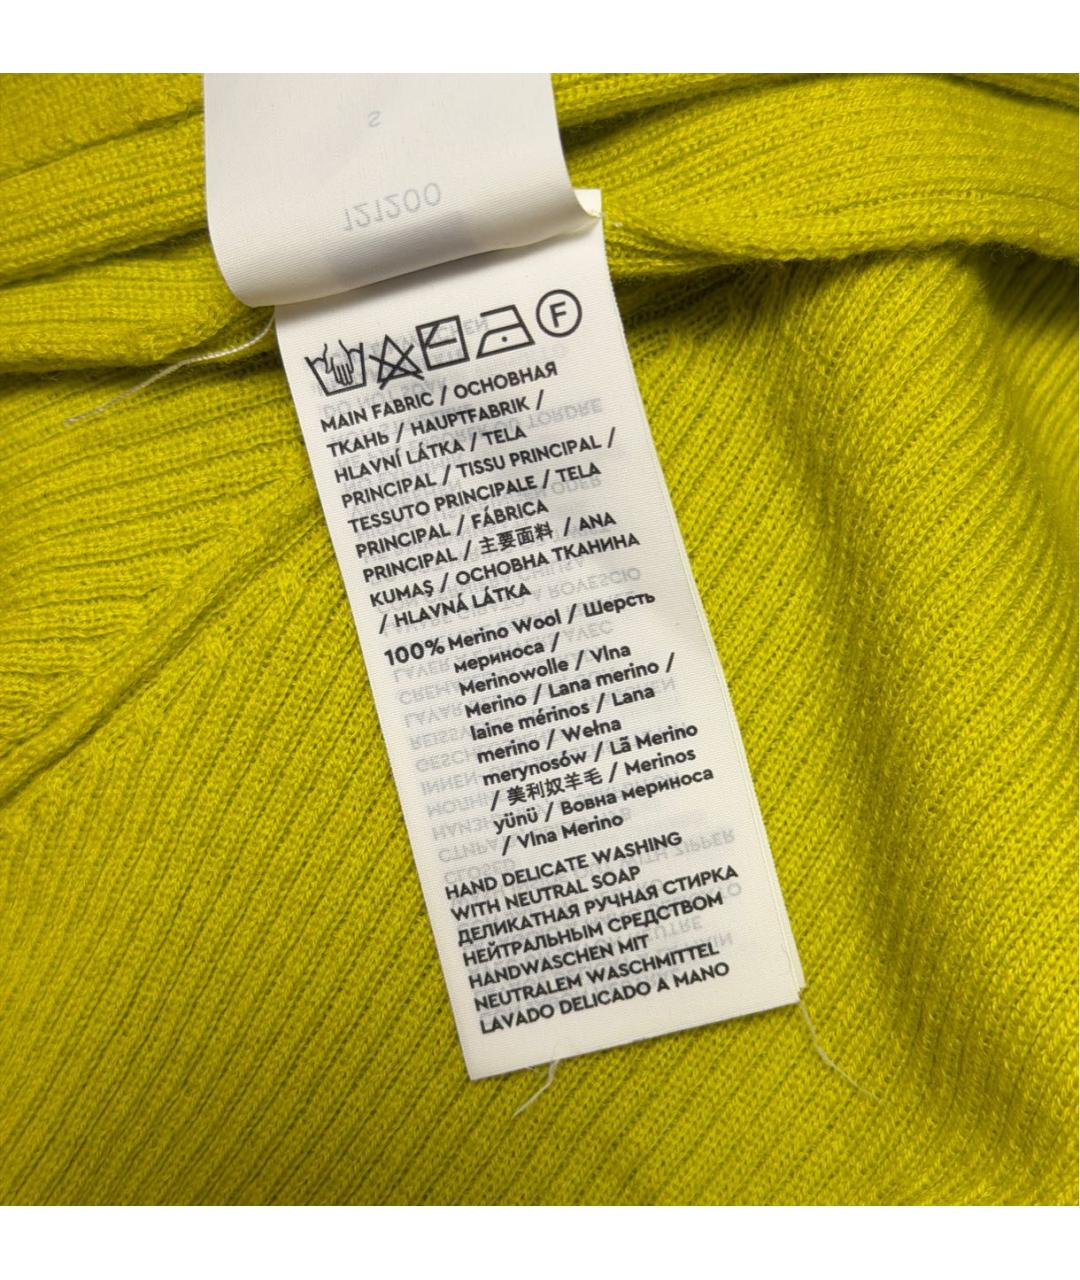 S
121200
F
MAIN FABRIC / ОСНОВНАЯ
ТКАНЬ / HAUPTFABRIK /
HLAVNÍ LÁTKA / TELA
PRINCIPAL / TISSU PRINCIPAL /
TESSUTO PRINCIPALE / TELA
PRINCIPAL / FÁBRICA
PRINCIPAL / 主要面料 / ANA
KUMAŞ / ОСНОВНА ТКАНИНА
/ HLAVNÁ LÁTKA
100% Merino Wool / Шерсть
мериноса /
Merinowolle / Vlna
Merino / Lana merino /
laine mérinos / Lana
merino / Wełna
merynosów / Lã Merino
/ 美利奴羊毛 / Merinos
yünü / Вовна мериноса
/ Vlna Merino
HAND DELICATE WASHING
WITH NEUTRAL SOAP
ДЕЛИКАТНАЯ РУЧНАЯ СТИРКА
НЕЙТРАЛЬНЫМ СРЕДСТВОМ
HANDWASCHEN MIT
NEUTRALEM WASCHMITTEL
LAVADO DELICADO A MANO